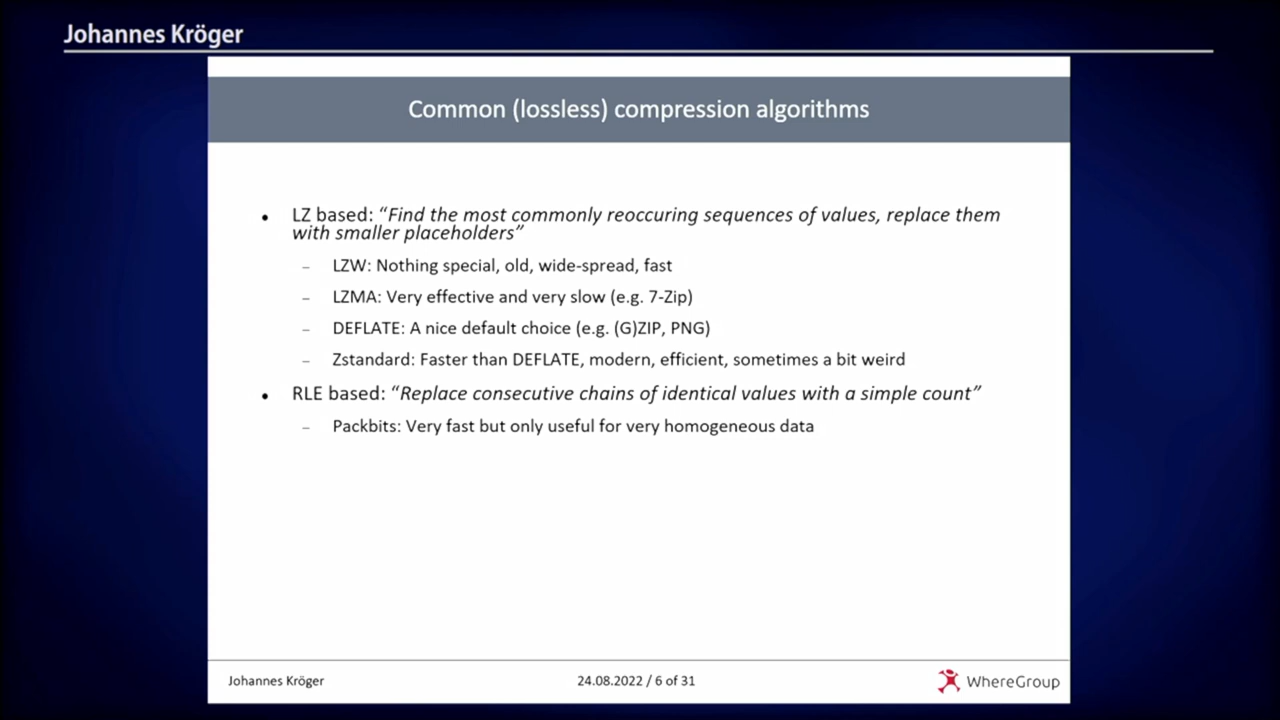 Johannes Kröger
Common (lossless) compression algorithms
• LZ based: “Find the most commonly reoccuring sequences of values, replace them
with smaller placeholders”
– LZW: Nothing special, old, wide-spread, fast
– LZMA: Very effective and very slow (e.g. 7-Zip)
– DEFLATE: A nice default choice (e.g. (G)ZIP, PNG)
– Zstandard: Faster than DEFLATE, modern, efficient, sometimes a bit weird
• RLE based: “Replace consecutive chains of identical values with a simple count”
– Packbits: Very fast but only useful for very homogeneous data
Johannes Kröger
24.08.2022 / 6 of 31
WhereGroup